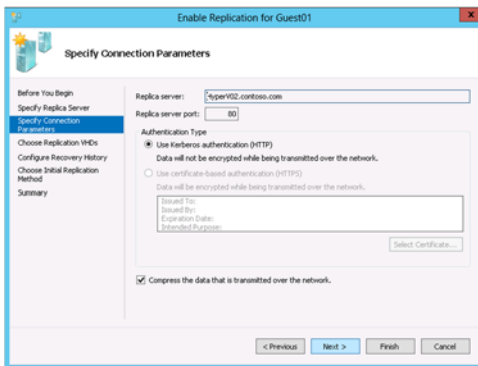 Enable Replication for Guest01
x
Specify Connection Parameters
Before You Begin
Specify Replica Server
Specify Connection
Parameters
Choose Replication VHDs
Configure Recovery History
Choose Initial Replication
Method
Summary
Replica server: HyperV02.contoso.com
Replica server port: 80
Authentication Type
Use Kerberos authentication (HTTP)
Data will not be encrypted while being transmitted over the network.
Use certificate-based authentication (HTTPS)
Data will be encrypted while being transmitted over the network.
Issued To:
Issued By:
Expiration Date:
Intended Purpose:
Select Certificate...
Compress the data that is transmitted over the network.
< Previous Next > Finish Cancel